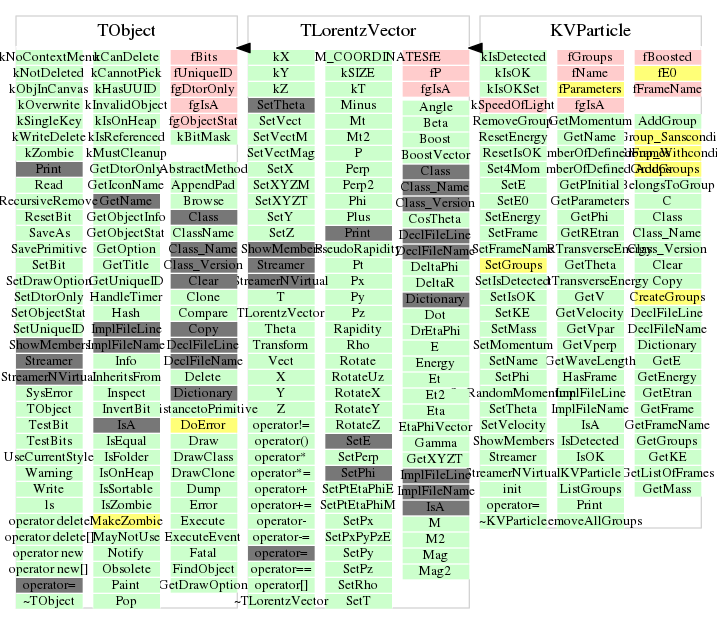 TObject
kNoContextMenu
kNotDeleted
kObjInCanvas
kOverwrite
kSingleKey
kWriteDelete
kZombie
Print
Read
RecursiveRemove
ResetBit
SaveAs
SavePrimitive
SetBit
SetDrawOption
SetDtorOnly
SetObjectStat
SetUniqueID
ShowMembers
Streamer
StreamerNVirtual
SysError
TObject
TestBit
TestBits
UseCurrentStyle
Warning
Write
ls
operator delete
operator delete[]
operator new
operator new[]
operator=
~TObject
kCanDelete
kCannotPick
kHasUUID
kInvalidObject
kIsOnHeap
kIsReferenced
kMustCleanup
GetDtorOnly
GetIconName
GetName
GetObjectInfo
GetObjectStat
GetOption
GetTitle
GetUniqueID
HandleTimer
Hash
ImplFileLine
ImplFileName
Info
InheritsFrom
Inspect
InvertBit
IsA
IsEqual
IsFolder
IsOnHeap
IsSortable
IsZombie
MakeZombie
MayNotUse
Notify
Obsolete
Paint
Pop
fBits
fUniqueID
fgDtorOnly
fgIsA
fgObjectStat
kBitMask
AbstractMethod
AppendPad
Browse
Class
ClassName
Class_Name
Class_Version
Clear
Clone
Compare
Copy
DeclFileLine
DeclFileName
Delete
Dictionary
istancetoPrimitive
DoError
Draw
DrawClass
DrawClone
Dump
Error
Execute
ExecuteEvent
Fatal
FindObject
GetDrawOption
TLorentzVector
kX
kY
kZ
SetTheta
SetVect
SetVectM
SetVectMag
SetX
SetXYZM
SetXYZT
SetY
SetZ
ShowMembers
Streamer
StreamerNVirtual
T
TLorentzVector
Theta
Transform
Vect
X
Y
Z
operator!=
operator()
operator*
operator*=
operator+
operator+=
operator-
operator-=
operator=
operator==
operator[]
~TLorentzVector
M_COORDINATES
kSIZE
kT
Minus
Mt
Mt2
P
Perp
Perp2
Phi
Plus
Print
PseudoRapidity
Pt
Px
Py
Pz
Rapidity
Rho
Rotate
RotateUz
RotateX
RotateY
RotateZ
SetE
SetPerp
SetPhi
SetPtEtaPhiE
SetPtEtaPhiM
SetPx
SetPxPyPzE
SetPy
SetPz
SetRho
SetT
fE
fP
fgIsA
Angle
Beta
Boost
BoostVector
Class
Class_Name
Class_Version
CosTheta
DeclFileLine
DeclFileName
DeltaPhi
DeltaR
Dictionary
Dot
DrEtaPhi
E
Energy
Et
Et2
Eta
EtaPhiVector
Gamma
GetXYZT
ImplFileLine
ImplFileName
IsA
M
M2
Mag
Mag2
KVParticle
kIsDetected
kIsOK
kIsOKSet
kSpeedOfLight
RemoveGroup
ResetEnergy
ResetIsOK
Set4Mom
SetE
SetE0
SetEnergy
SetFrame
SetFrameName
SetGroups
SetIsDetected
SetIsOK
SetKE
SetMass
SetMomentum
SetName
SetPhi
RandomMomentum
SetTheta
SetVelocity
ShowMembers
Streamer
StreamerNVirtual
init
operator=
~KVParticle
fGroups
fName
fParameters
fgIsA
GetMomentum
GetName
mberOfDefined
mberOfDefined
GetPInitial
GetParameters
GetPhi
GetREtran
RTransverseEnergy
GetTheta
tTransverseEnergy
GetV
GetVelocity
GetVpar
GetVperp
GetWaveLength
HasFrame
ImplFileLine
ImplFileName
IsA
IsDetected
IsOK
KVParticle
ListGroups
Print
emoveAllGroups
fBoosted
fE0
fFrameName
AddGroup
Group_Sanscondi
AddGroups
BelongsToGroup
C
Class
Class_Version
Clear
Copy
CreateGroups
DeclFileLine
DeclFileName
Dictionary
GetE
GetEnergy
GetEtran
GetFrame
GetFrameName
GetGroups
GetKE
GetListOfFrames
GetMass